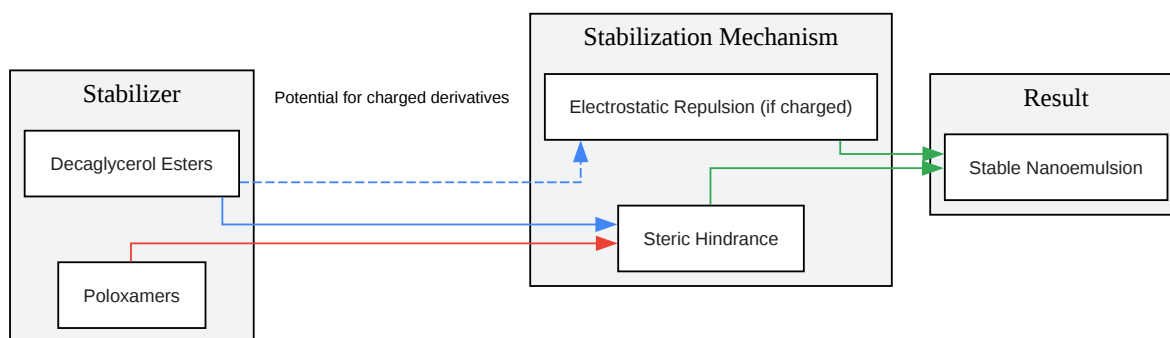 Stabilizer
Decaglycerol Esters
Poloxamers
Potential for charged derivatives
Stabilization Mechanism
Electrostatic Repulsion (if charged)
Steric Hindrance
Result
Stable Nanoemulsion